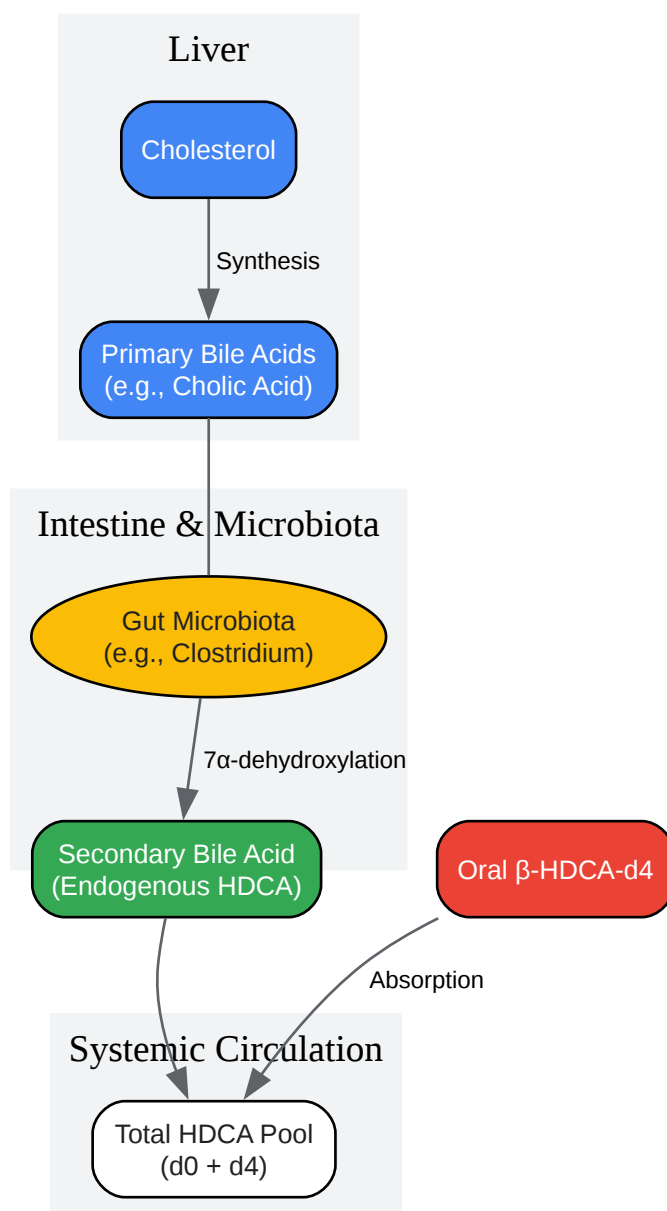 Liver
Cholesterol
Synthesis
Primary Bile Acids
(e.g., Cholic Acid)
Intestine & Microbiota
Gut Microbiota
(e.g., Clostridium)
7α-dehydroxylation
Secondary Bile Acid
(Endogenous HDCA)
Oral β-HDCA-d4
Absorption
Systemic Circulation
Total HDCA Pool
(d0 + d4)